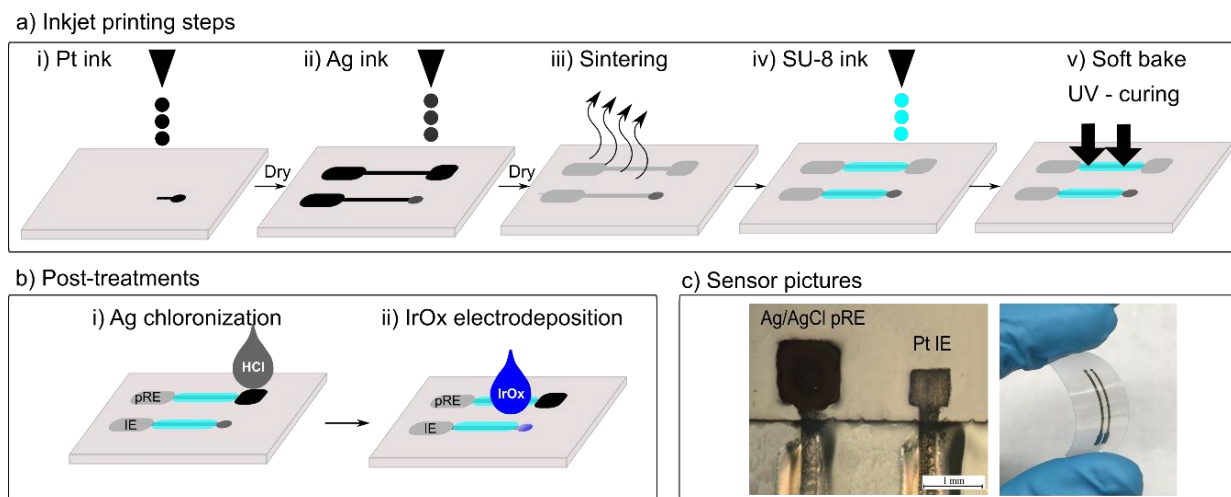 a) Inkjet printing steps
i) Pt ink
ii) Ag ink
iii) Sintering
iv) SU-8 ink
v) Soft bake
UV - curing
Dry
Dry
b) Post-treatments
i) Ag chloronization
ii) IrOx electrodeposition
HCl
pRE
IE
IrOx
pRE
IE
c) Sensor pictures
Ag/AgCl pRE
Pt IE
1 mm